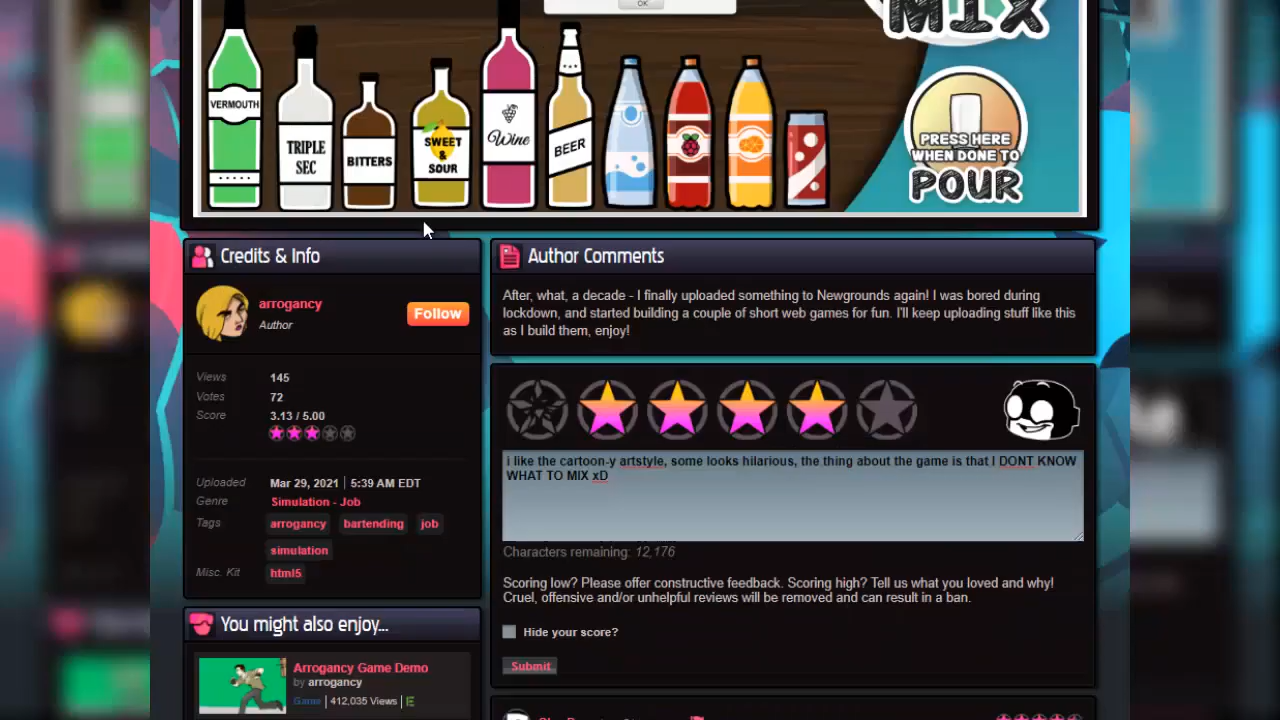 OK
MIX
VERMOUTH
TRIPLE
SEC
BITTERS
SWEET
&
SOUR
Wine
BEER
PRESS HERE
WHEN DONE TO
POUR
Credits & Info
arrogancy
Author
Follow
Views 145
Votes 72
Score 3.13 / 5.00
Uploaded Mar 29, 2021 | 5:39 AM EDT
Genre Simulation - Job
Tags arrogancy bartending job
simulation
Misc. Kit html5
You might also enjoy...
Arrogancy Game Demo
by arrogancy
Game | 412,035 Views | E
Author Comments
After, what, a decade - I finally uploaded something to Newgrounds again! I was bored during
lockdown, and started building a couple of short web games for fun. I'll keep uploading stuff like this
as I build them, enjoy!
i like the cartoon-y artstyle, some looks hilarious, the thing about the game is that I DONT KNOW
WHAT TO MIX xD
Characters remaining: 12,176
Scoring low? Please offer constructive feedback. Scoring high? Tell us what you loved and why!
Cruel, offensive and/or unhelpful reviews will be removed and can result in a ban.
Hide your score?
Submit